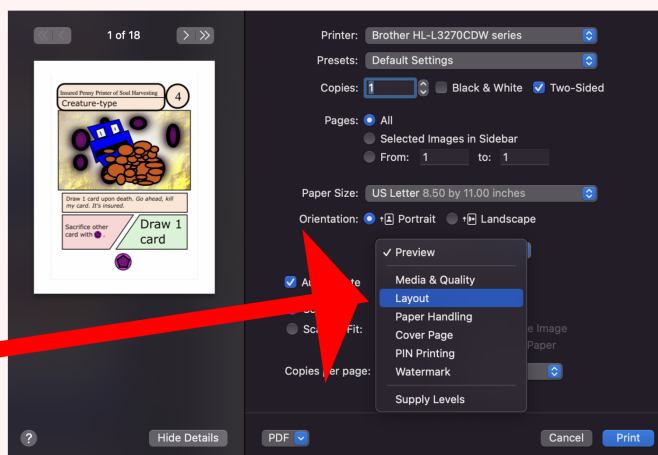 1 of 18
Insured Penny Printer of Soul Harvesting
Creature-type
4
Draw 1 card upon death. Go ahead, kill
my card. It's insured.
Sacrifice other
card with .
Draw 1
card
Printer: Brother HL-L3270CDW series
Presets: Default Settings
Copies: 1 Black & White Two-Sided
Pages: All
Selected Images in Sidebar
From: 1 to: 1
Paper Size: US Letter 8.50 by 11.00 inches
Orientation: Portrait Landscape
Preview
Media & Quality
Layout
Paper Handling
Cover Page
PIN Printing
Watermark
Supply Levels
Fit:
Image
Paper
Copies per page:
? Hide Details PDF Cancel Print